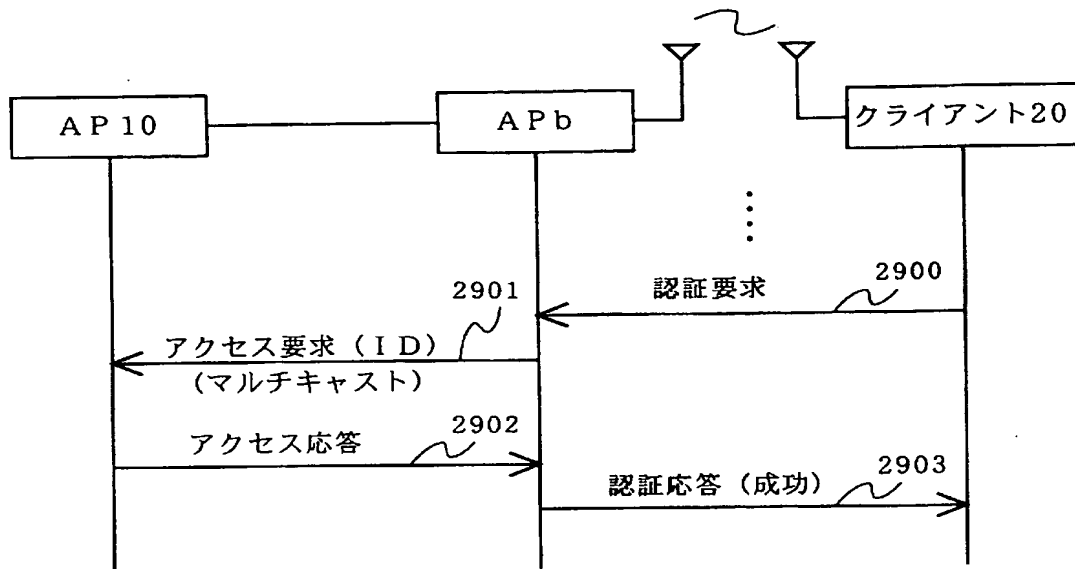 AP10
APb
クライアント20
認証要求
2900
2901
アクセス要求（ID）
（マルチキャスト）
アクセス応答
2902
認証応答（成功）
2903